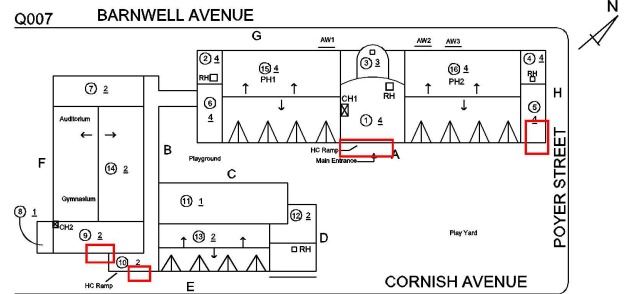 Q007 BARNWELL AVENUE N
G AW1 AW2 AW3
2 4 3 3 4 4
RH 15 4 16 4 RH
PH1 RH PH2
7 2 6 CH1 5 H
4 1 4 4
Auditorium
B HC Ramp A
F Playground Main Entrance
14 2 C
Gymnasium 11 1
8 1 12 2
CH2 13 2 D Play Yard
9 2 RH
10 2
HC Ramp E CORNISH AVENUE
POYER STREET